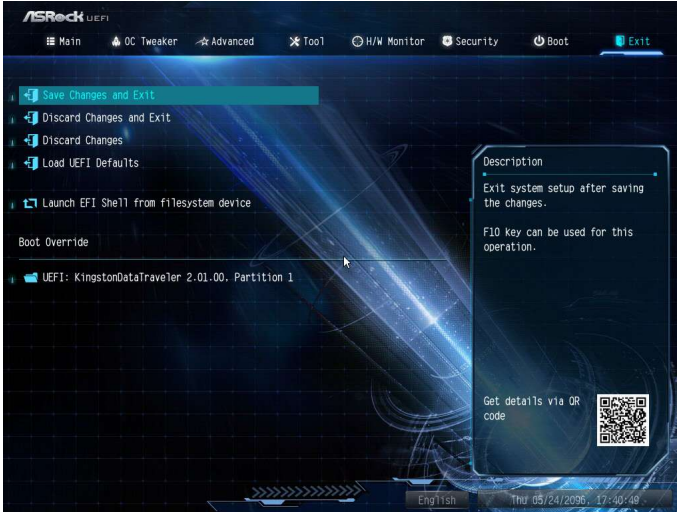 ASRock UEFI
Main OC Tweaker Advanced Tool H/W Monitor Security Boot Exit
Save Changes and Exit
Discard Changes and Exit
Discard Changes
Load UEFI Defaults
Launch EFI Shell from filesystem device
Boot Override
UEFI: KingstonDataTraveler 2.01.00. Partition 1
Description
Exit system setup after saving
the changes.
F10 key can be used for this
operation.
Get details via QR
code
English
Thu 05/24/2096. 17:40:49